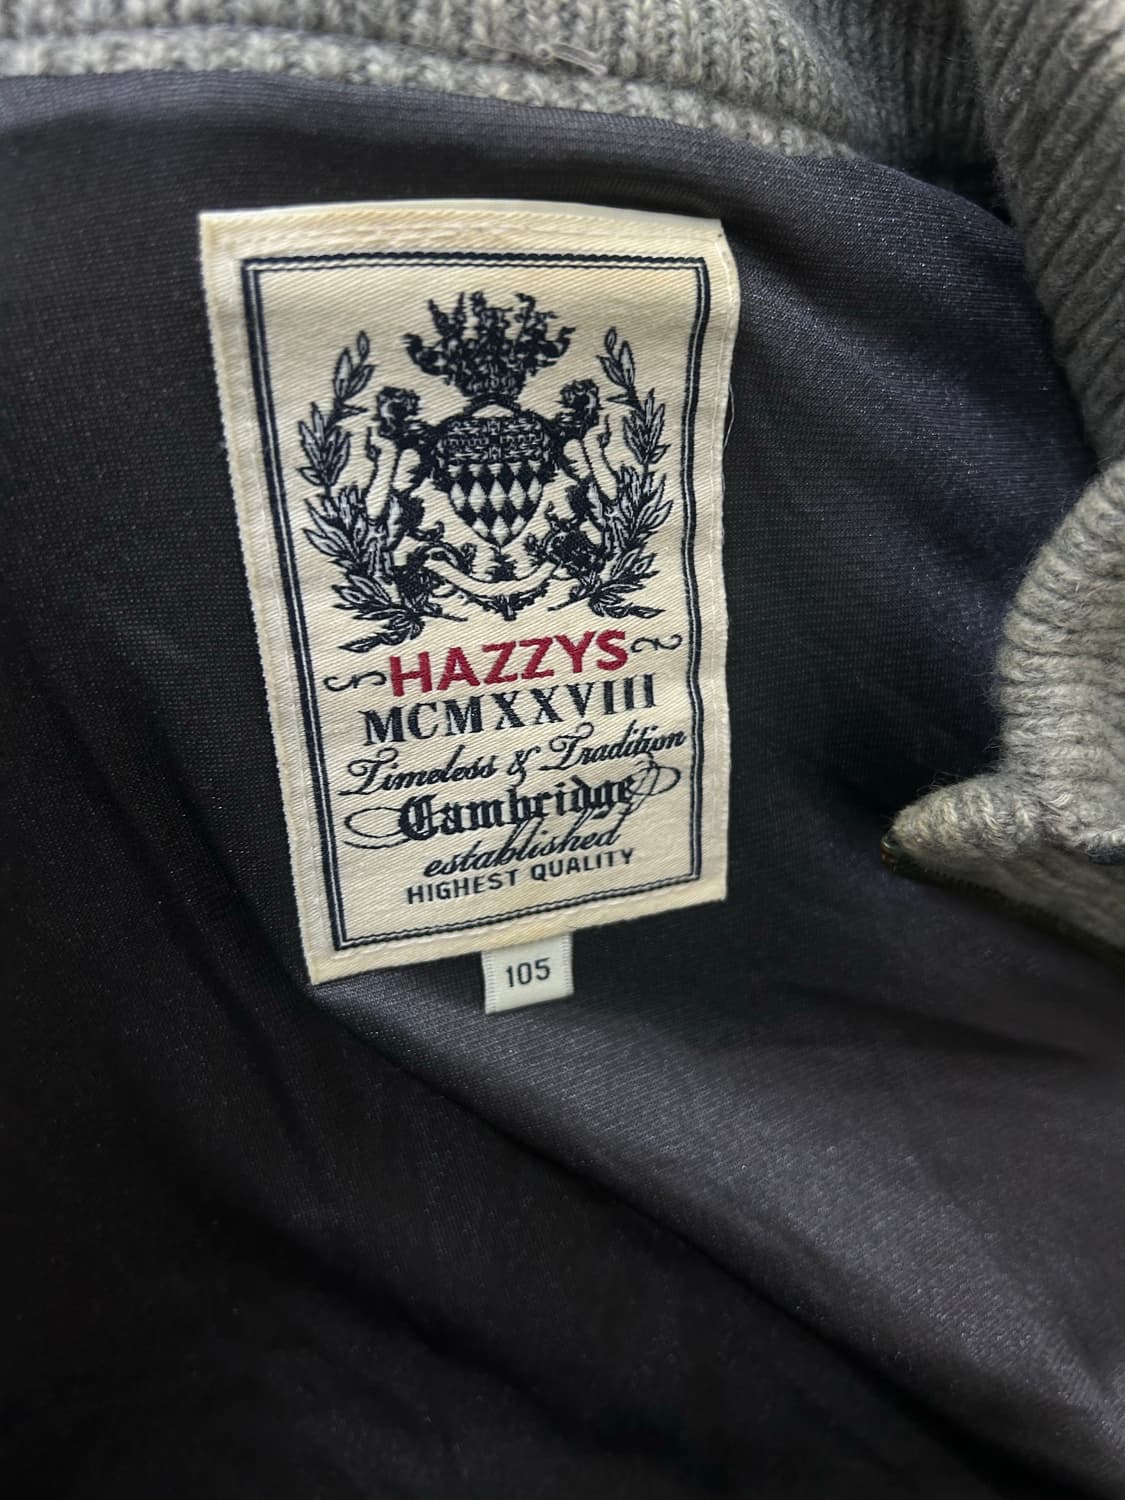 HAZZYS
MCMXXVIII
Timeless & Tradition
Cambridge
established
HIGHEST QUALITY
105